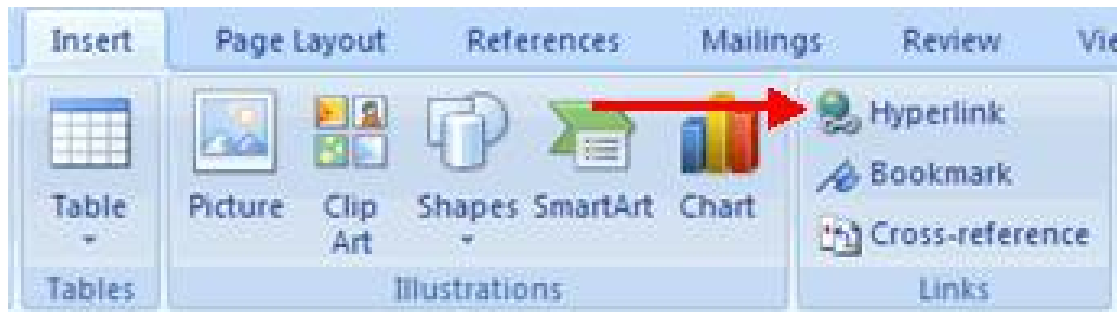 Insert Page Layout References Mailings Review Vie
Table Picture Clip Art Shapes SmartArt Chart
Hyperlink
Bookmark
Cross-reference
Tables Illustrations Links